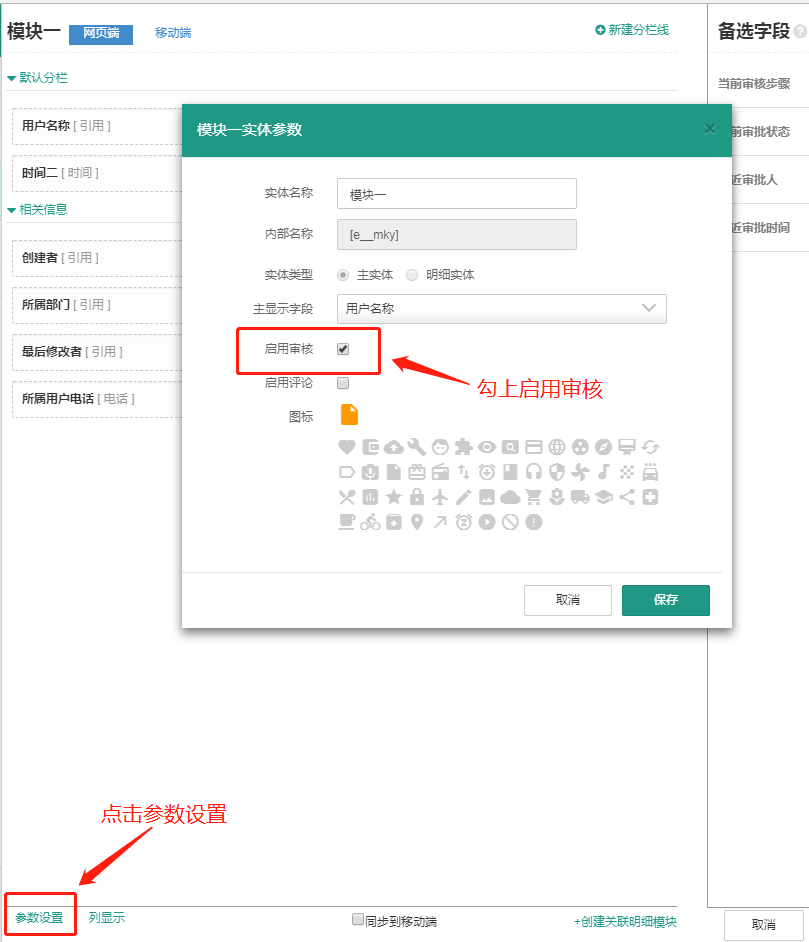 模块一 网页端 移动端 新建分栏线 备选字段
默认分栏
当前审核步骤
用户名称 [ 引用 ]
前审批状态
时间二 [ 时间 ]
近审批人
相关信息
近审批时间
创建者 [ 引用 ]
所属部门 [ 引用 ]
最后修改者 [ 引用 ]
所属用户电话 [ 电话 ]
模块一实体参数
实体名称 模块一
内部名称 [e__mky]
实体类型 主实体 明细实体
主显示字段 用户名称
启用审核
勾上启用审核
启用评论
图标
取消 保存
点击参数设置
参数设置 列显示 同步到移动端 +创建关联明细模块 取消